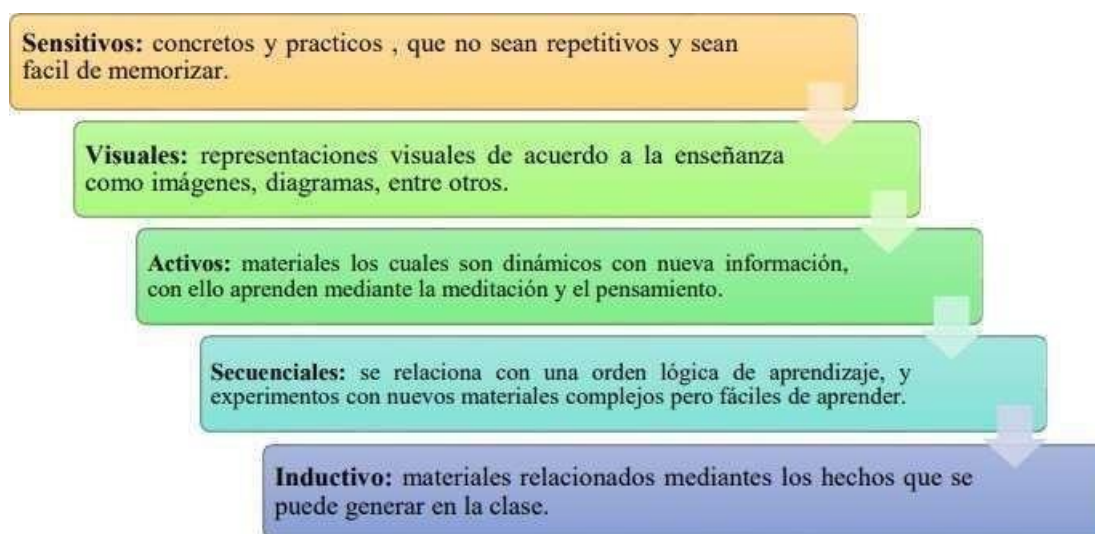 Sensitivos: concretos y practicos , que no sean repetitivos y sean
facil de memorizar.
Visuales: representaciones visuales de acuerdo a la enseñanza
como imágenes, diagramas, entre otros.
Activos: materiales los cuales son dinámicos con nueva información,
con ello aprenden mediante la meditación y el pensamiento.
Secuenciales: se relaciona con una orden lógica de aprendizaje, y
experimentos con nuevos materiales complejos pero fáciles de aprender.
Inductivo: materiales relacionados mediantes los hechos que se
puede generar en la clase.